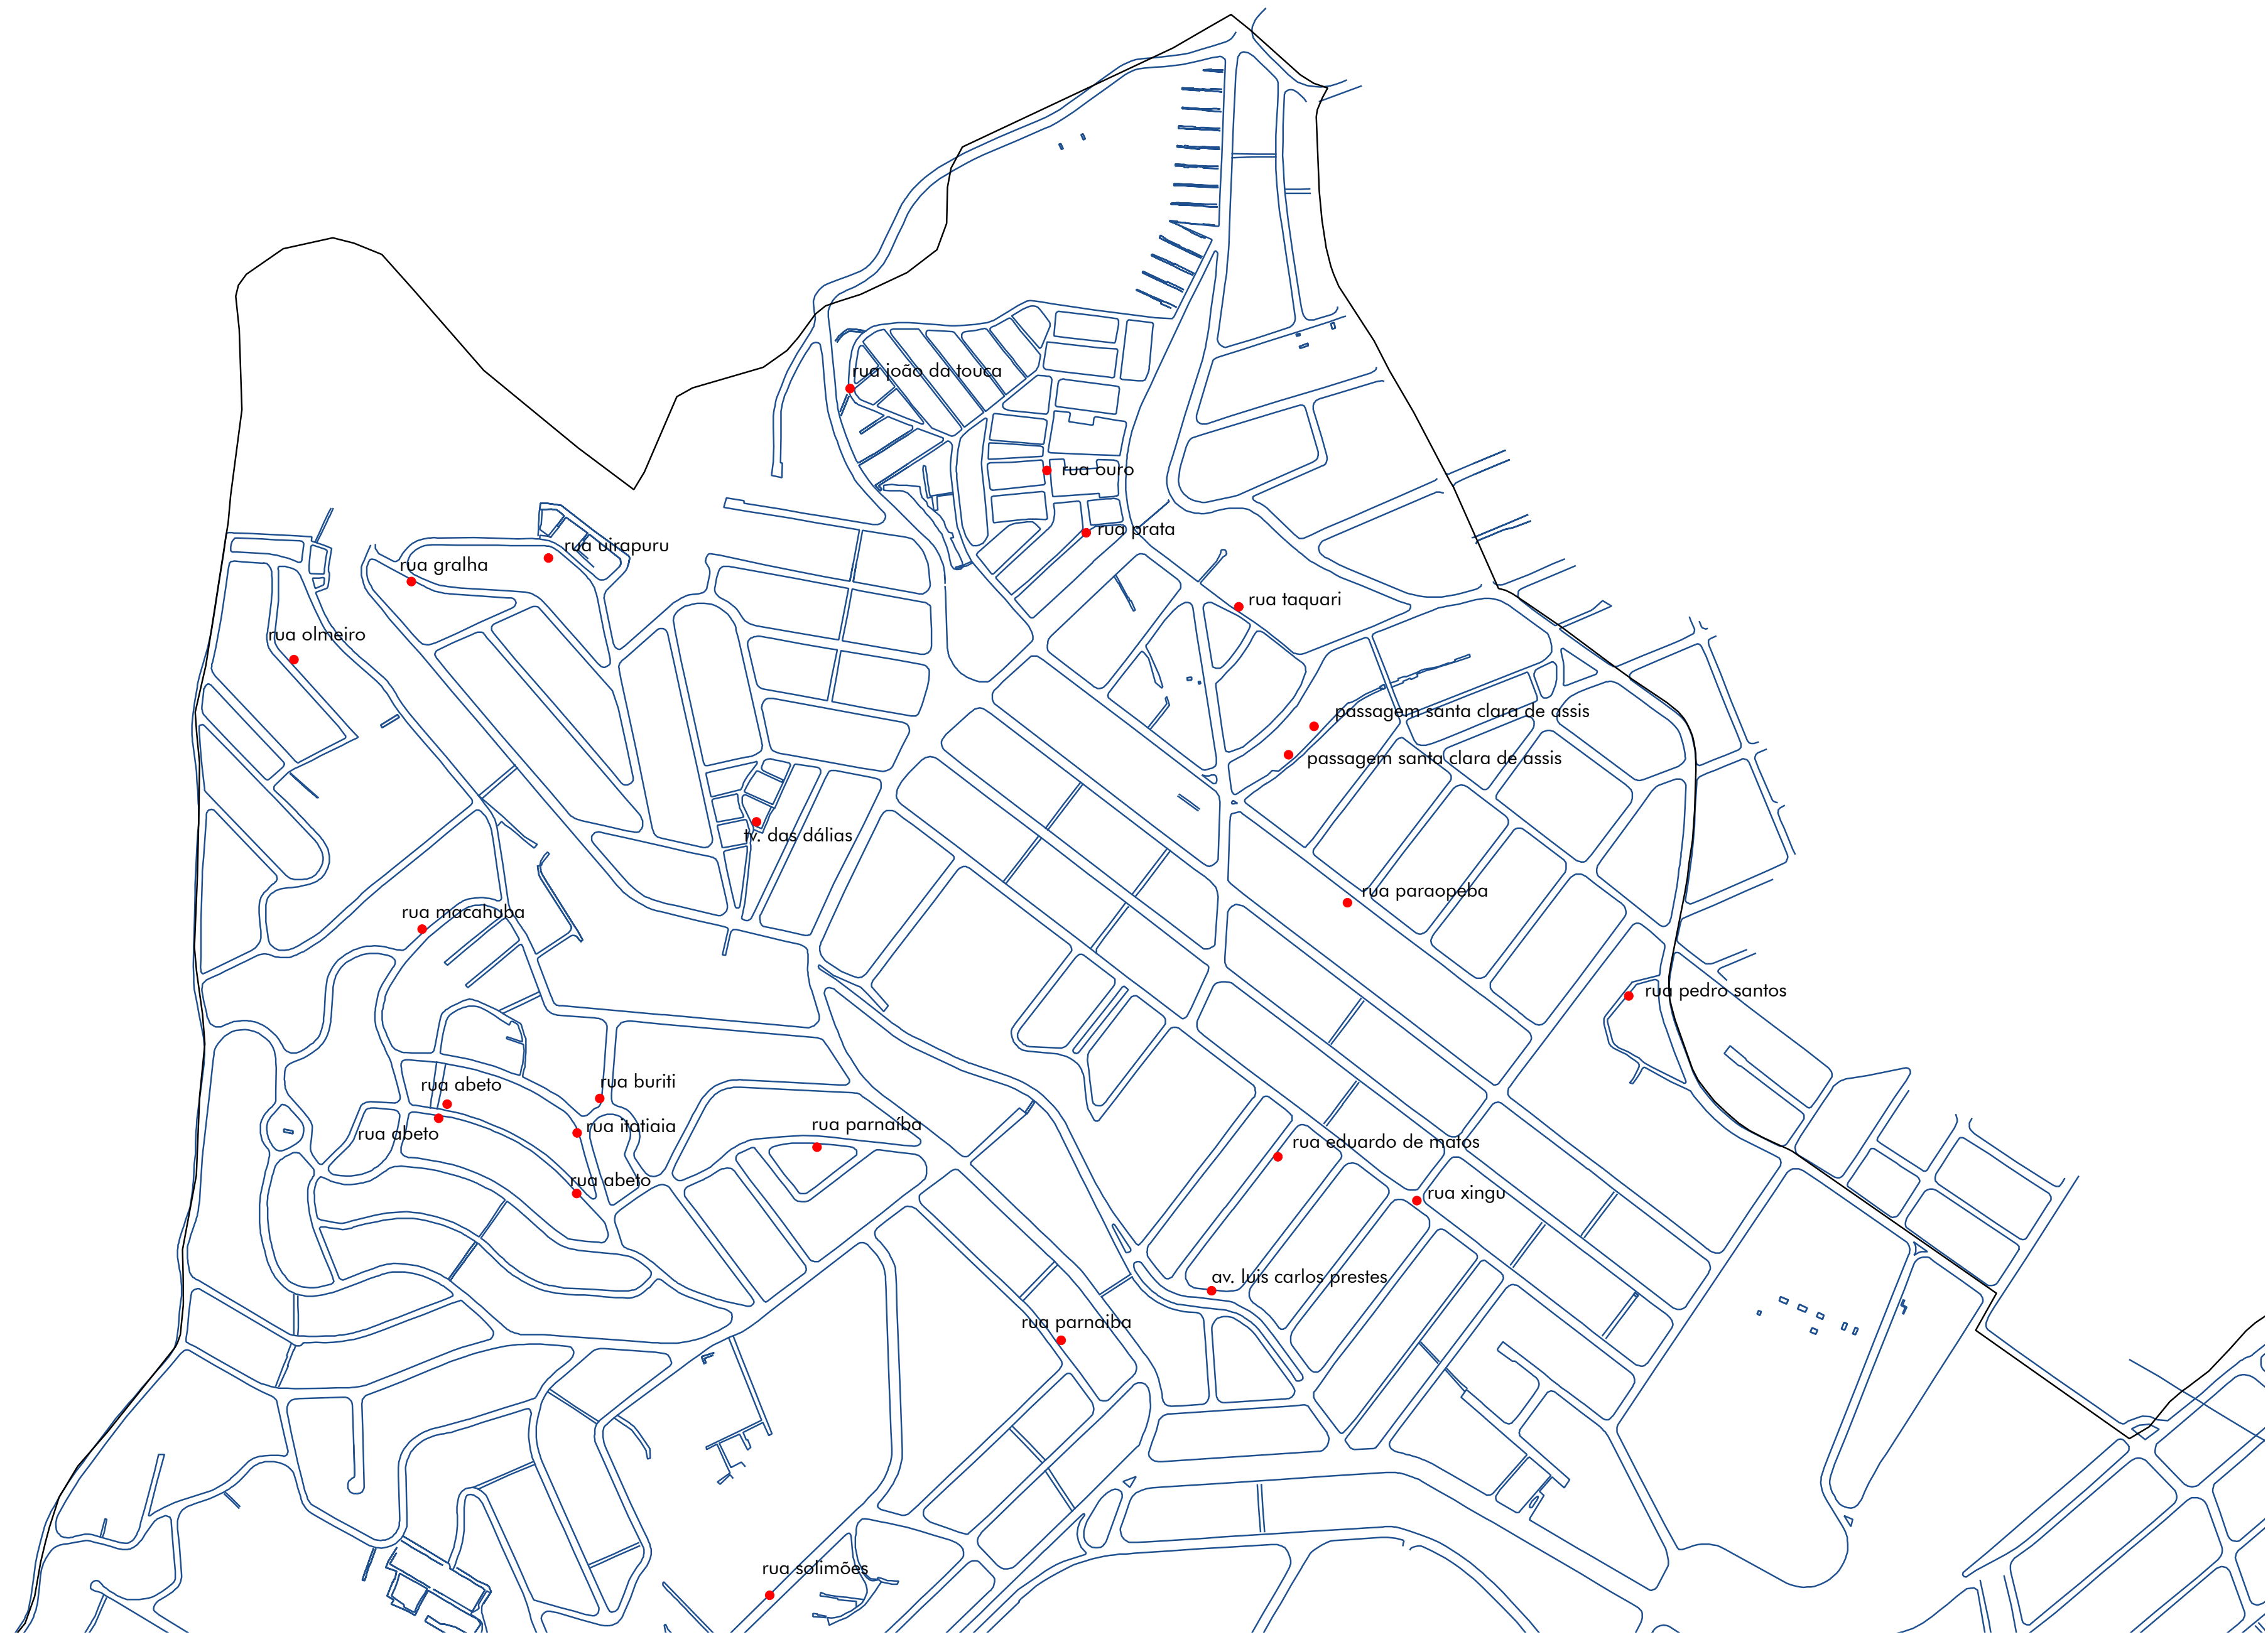 rua joão da touca
rua ouro
rua prata
rua uirapuru
rua gralha
rua taquari
rua olmeiro
passagem santa clara de assis
passagem santa clara de assis
tv. das dálias
rua paraopeba
rua macahuba
rua pedro santos
rua buriti
rua abeto
rua parnaíba
rua itatiaia
rua abeto
rua eduardo de matos
rua abeto
rua xingu
av. luis carlos prestes
rua parnaiba
rua solimões